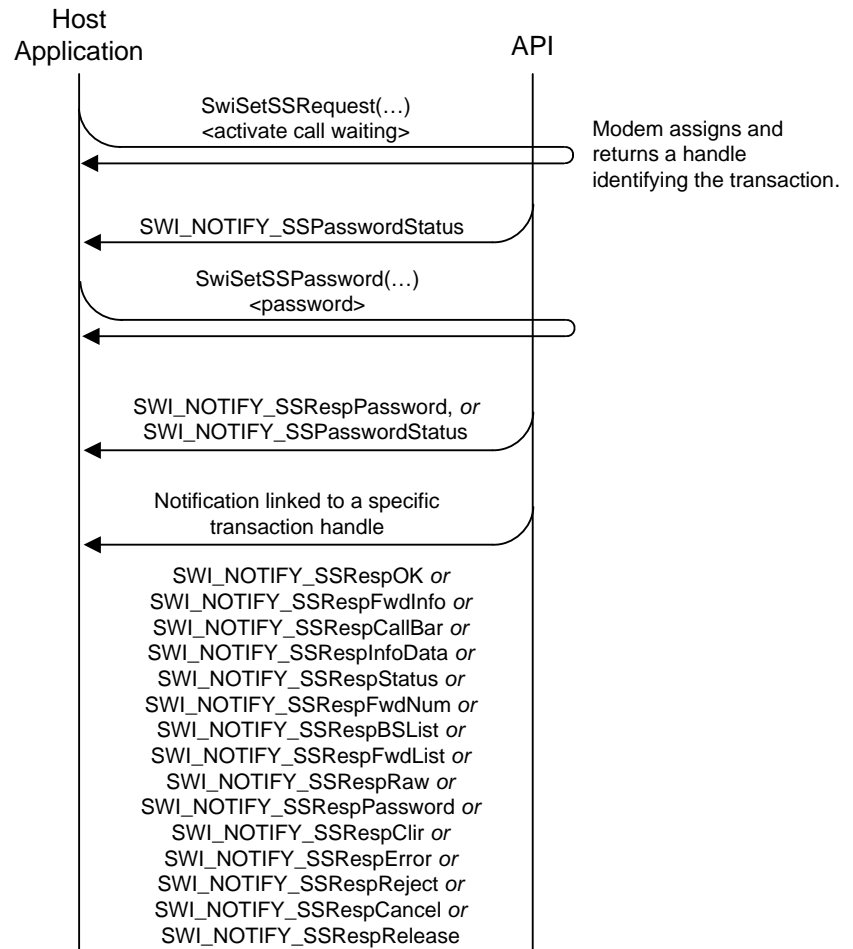 Host
Application
API
SwiSetSSRequest(…)
<activate call waiting>
Modem assigns and
returns a handle
identifying the transaction.
SWI_NOTIFY_SSPasswordStatus
SwiSetSSPassword(…)
<password>
SWI_NOTIFY_SSRespPassword, or
SWI_NOTIFY_SSPasswordStatus
Notification linked to a specific
transaction handle
SWI_NOTIFY_SSRespOK or
SWI_NOTIFY_SSRespFwdInfo or
SWI_NOTIFY_SSRespCallBar or
SWI_NOTIFY_SSRespInfoData or
SWI_NOTIFY_SSRespStatus or
SWI_NOTIFY_SSRespFwdNum or
SWI_NOTIFY_SSRespBSList or
SWI_NOTIFY_SSRespFwdList or
SWI_NOTIFY_SSRespRaw or
SWI_NOTIFY_SSRespPassword or
SWI_NOTIFY_SSRespClir or
SWI_NOTIFY_SSRespError or
SWI_NOTIFY_SSRespReject or
SWI_NOTIFY_SSRespCancel or
SWI_NOTIFY_SSRespRelease